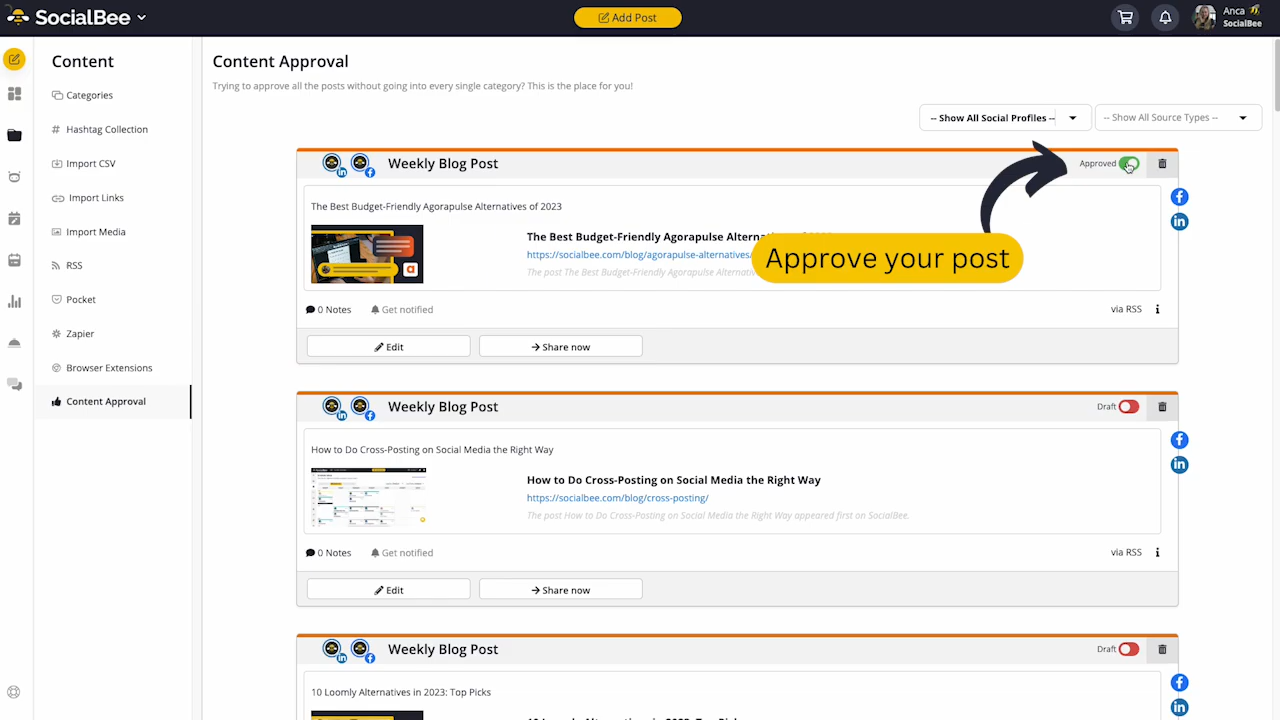 SocialBee
Add Post
Anca
SocialBee
Content
Categories
Hashtag Collection
Import CSV
Import Links
Import Media
RSS
Pocket
Zapier
Browser Extensions
Content Approval
Content Approval
Trying to approve all the posts without going into every single category? This is the place for you!
-- Show All Social Profiles --
-- Show All Source Types --
Weekly Blog Post
Approved
The Best Budget-Friendly Agorapulse Alternatives of 2023
The Best Budget-Friendly Agorapulse
https://socialbee.com/blog/agorapulse-alternatives/
The post The Best Budget-Friendly Agorapulse
Approve your post
0 Notes
Get notified
via RSS
Edit
Share now
Weekly Blog Post
Draft
How to Do Cross-Posting on Social Media the Right Way
How to Do Cross-Posting on Social Media the Right Way
https://socialbee.com/blog/cross-posting/
The post How to Do Cross-Posting on Social Media the Right Way appeared first on SocialBee.
0 Notes
Get notified
via RSS
Edit
Share now
Weekly Blog Post
Draft
10 Loomly Alternatives in 2023: Top Picks